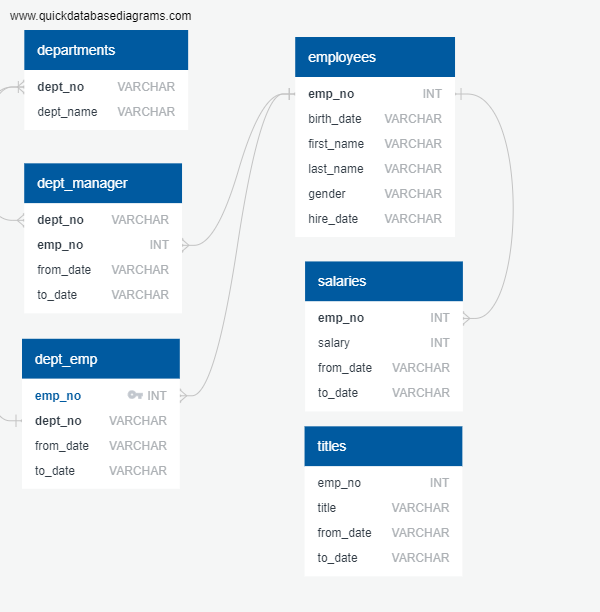 www.quickdatabasediagrams.com
departments
dept_no VARCHAR
dept_name VARCHAR
dept_manager
dept_no VARCHAR
emp_no INT
from_date VARCHAR
to_date VARCHAR
dept_emp
emp_no INT
dept_no VARCHAR
from_date VARCHAR
to_date VARCHAR
employees
emp_no INT
birth_date VARCHAR
first_name VARCHAR
last_name VARCHAR
gender VARCHAR
hire_date VARCHAR
salaries
emp_no INT
salary INT
from_date VARCHAR
to_date VARCHAR
titles
emp_no INT
title VARCHAR
from_date VARCHAR
to_date VARCHAR